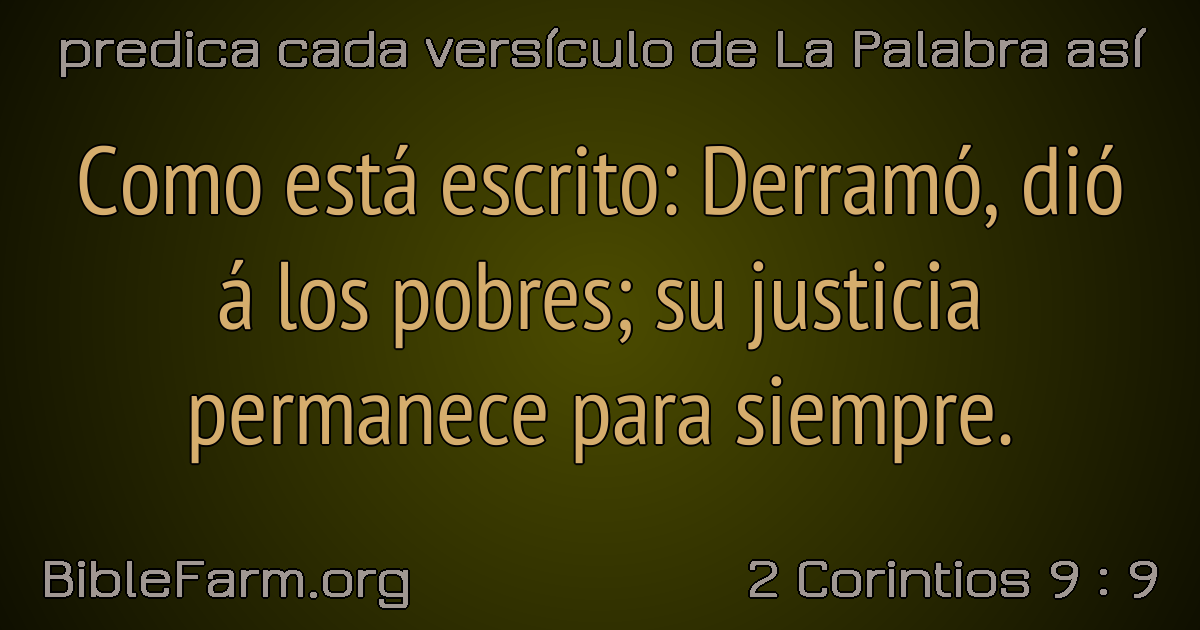 predica cada versículo de La Palabra así
Como está escrito: Derramó, dió
á los pobres; su justicia
permanece para siempre.
BibleFarm.org
2 Corintios 9 : 9